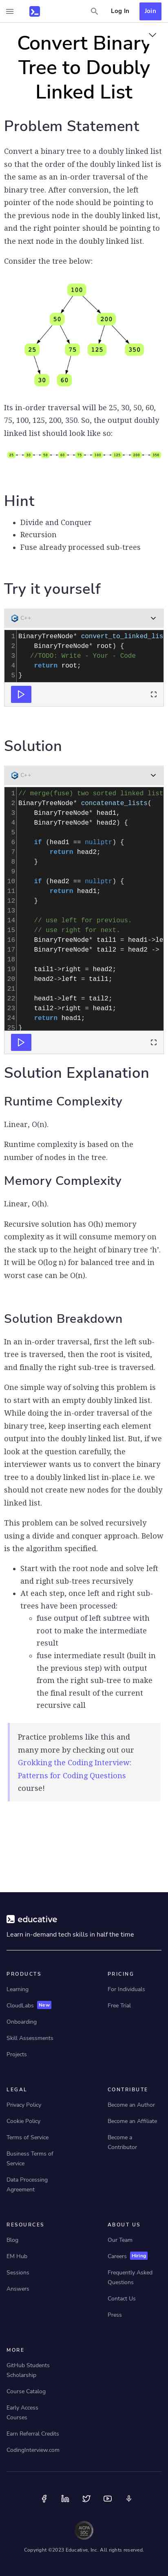 Log In
Join
Convert Binary
Tree to Doubly
Linked List
Problem Statement
Convert a binary tree to a doubly linked list
so that the order of the doubly linked list is
the same as an in-order traversal of the
binary tree. After the conversion, the left
pointer of the node should be pointing to
the previous node in the doubly linked list,
and the right pointer should be pointing to
the next node in the doubly linked list.
Consider the tree below:
100
50 200
25 75 125 350
30 60
Its in-order traversal will be 25, 30, 50, 60,
75, 100, 125, 200, 350. So, the output doubly
linked list should look like so:
25 30 50 60 75 100 125 200 350
Hint
• Divide and Conquer
• Recursion
• Fuse already processed sub-trees
Try it yourself
C++
1 BinaryTreeNode* convert_to_linked_lis
2 BinaryTreeNode* root) {
3 //TODO: Write - Your - Code
4 return root;
5 }
Solution
C++
1 // merge(fuse) two sorted linked list
2 BinaryTreeNode* concatenate_lists(
3 BinaryTreeNode* head1,
4 BinaryTreeNode* head2) {
5
6 if (head1 == nullptr) {
7 return head2;
8 }
9
10 if (head2 == nullptr) {
11 return head1;
12 }
13
14 // use left for previous.
15 // use right for next.
16 BinaryTreeNode* tail1 = head1->le
17 BinaryTreeNode* tail2 = head2 ->
18
19 tail1->right = head2;
20 head2->left = tail1;
21
22 head1->left = tail2;
23 tail2->right = head1;
24 return head1;
25 }
Solution Explanation
Runtime Complexity
Linear, O(n).
Runtime complexity is based on the
number of nodes in the tree.
Memory Complexity
Linear, O(h).
Recursive solution has O(h) memory
complexity as it will consume memory on
the stack up to the height of binary tree ‘h’.
It will be O(log n) for balanced tree and in
worst case can be O(n).
Solution Breakdown
In an in-order traversal, first the left sub-
tree is traversed, then the root is visited,
and finally the right sub-tree is traversed.
One simple way of solving this problem is
to start with an empty doubly linked list.
While doing the in-order traversal of the
binary tree, keep inserting each element
output into the doubly linked list. But, if we
look at the question carefully, the
interviewer wants us to convert the binary
tree to a doubly linked list in-place i.e. we
should not create new nodes for the doubly
linked list.
This problem can be solved recursively
using a divide and conquer approach. Below
is the algorithm specified.
• Start with the root node and solve left
and right sub-trees recursively
• At each step, once left and right sub-
trees have been processed:
◦ fuse output of left subtree with
root to make the intermediate
result
◦ fuse intermediate result (built in
the previous step) with output
from the right sub-tree to make
the final result of the current
recursive call
Practice problems like this and
many more by checking out our
Grokking the Coding Interview:
Patterns for Coding Questions
course!
educative
Learn in-demand tech skills in half the time
PRODUCTS
Learning
CloudLabs New
Onboarding
Skill Assessments
Projects
PRICING
For Individuals
Free Trial
LEGAL
Privacy Policy
Cookie Policy
Terms of Service
Business Terms of
Service
Data Processing
Agreement
CONTRIBUTE
Become an Author
Become an Affiliate
Become a
Contributor
RESOURCES
Blog
EM Hub
Sessions
Answers
ABOUT US
Our Team
Careers Hiring
Frequently Asked
Questions
Contact Us
Press
MORE
GitHub Students
Scholarship
Course Catalog
Early Access
Courses
Earn Referral Credits
CodingInterview.com
AICPA
SOC
Copyright ©2023 Educative, Inc. All rights reserved.